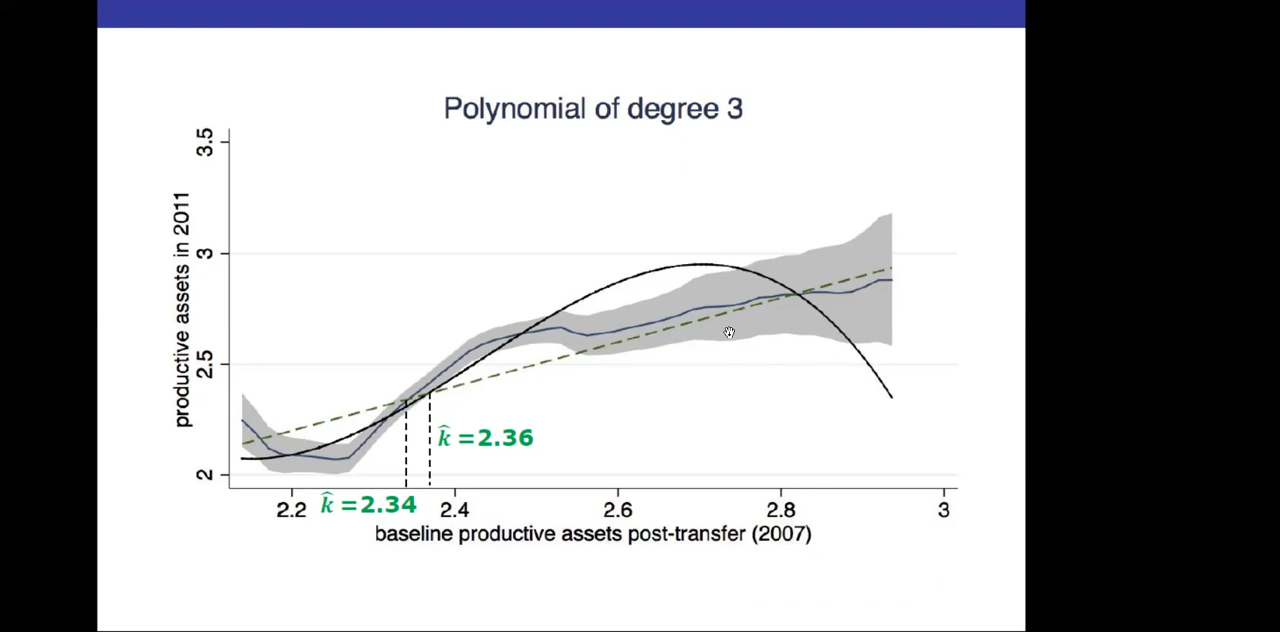 Polynomial of degree 3
productive assets in 2011
3.5
3
2.5
2
k̂ =2.36
k̂ =2.34
2.2 2.4 2.6 2.8 3
baseline productive assets post-transfer (2007)